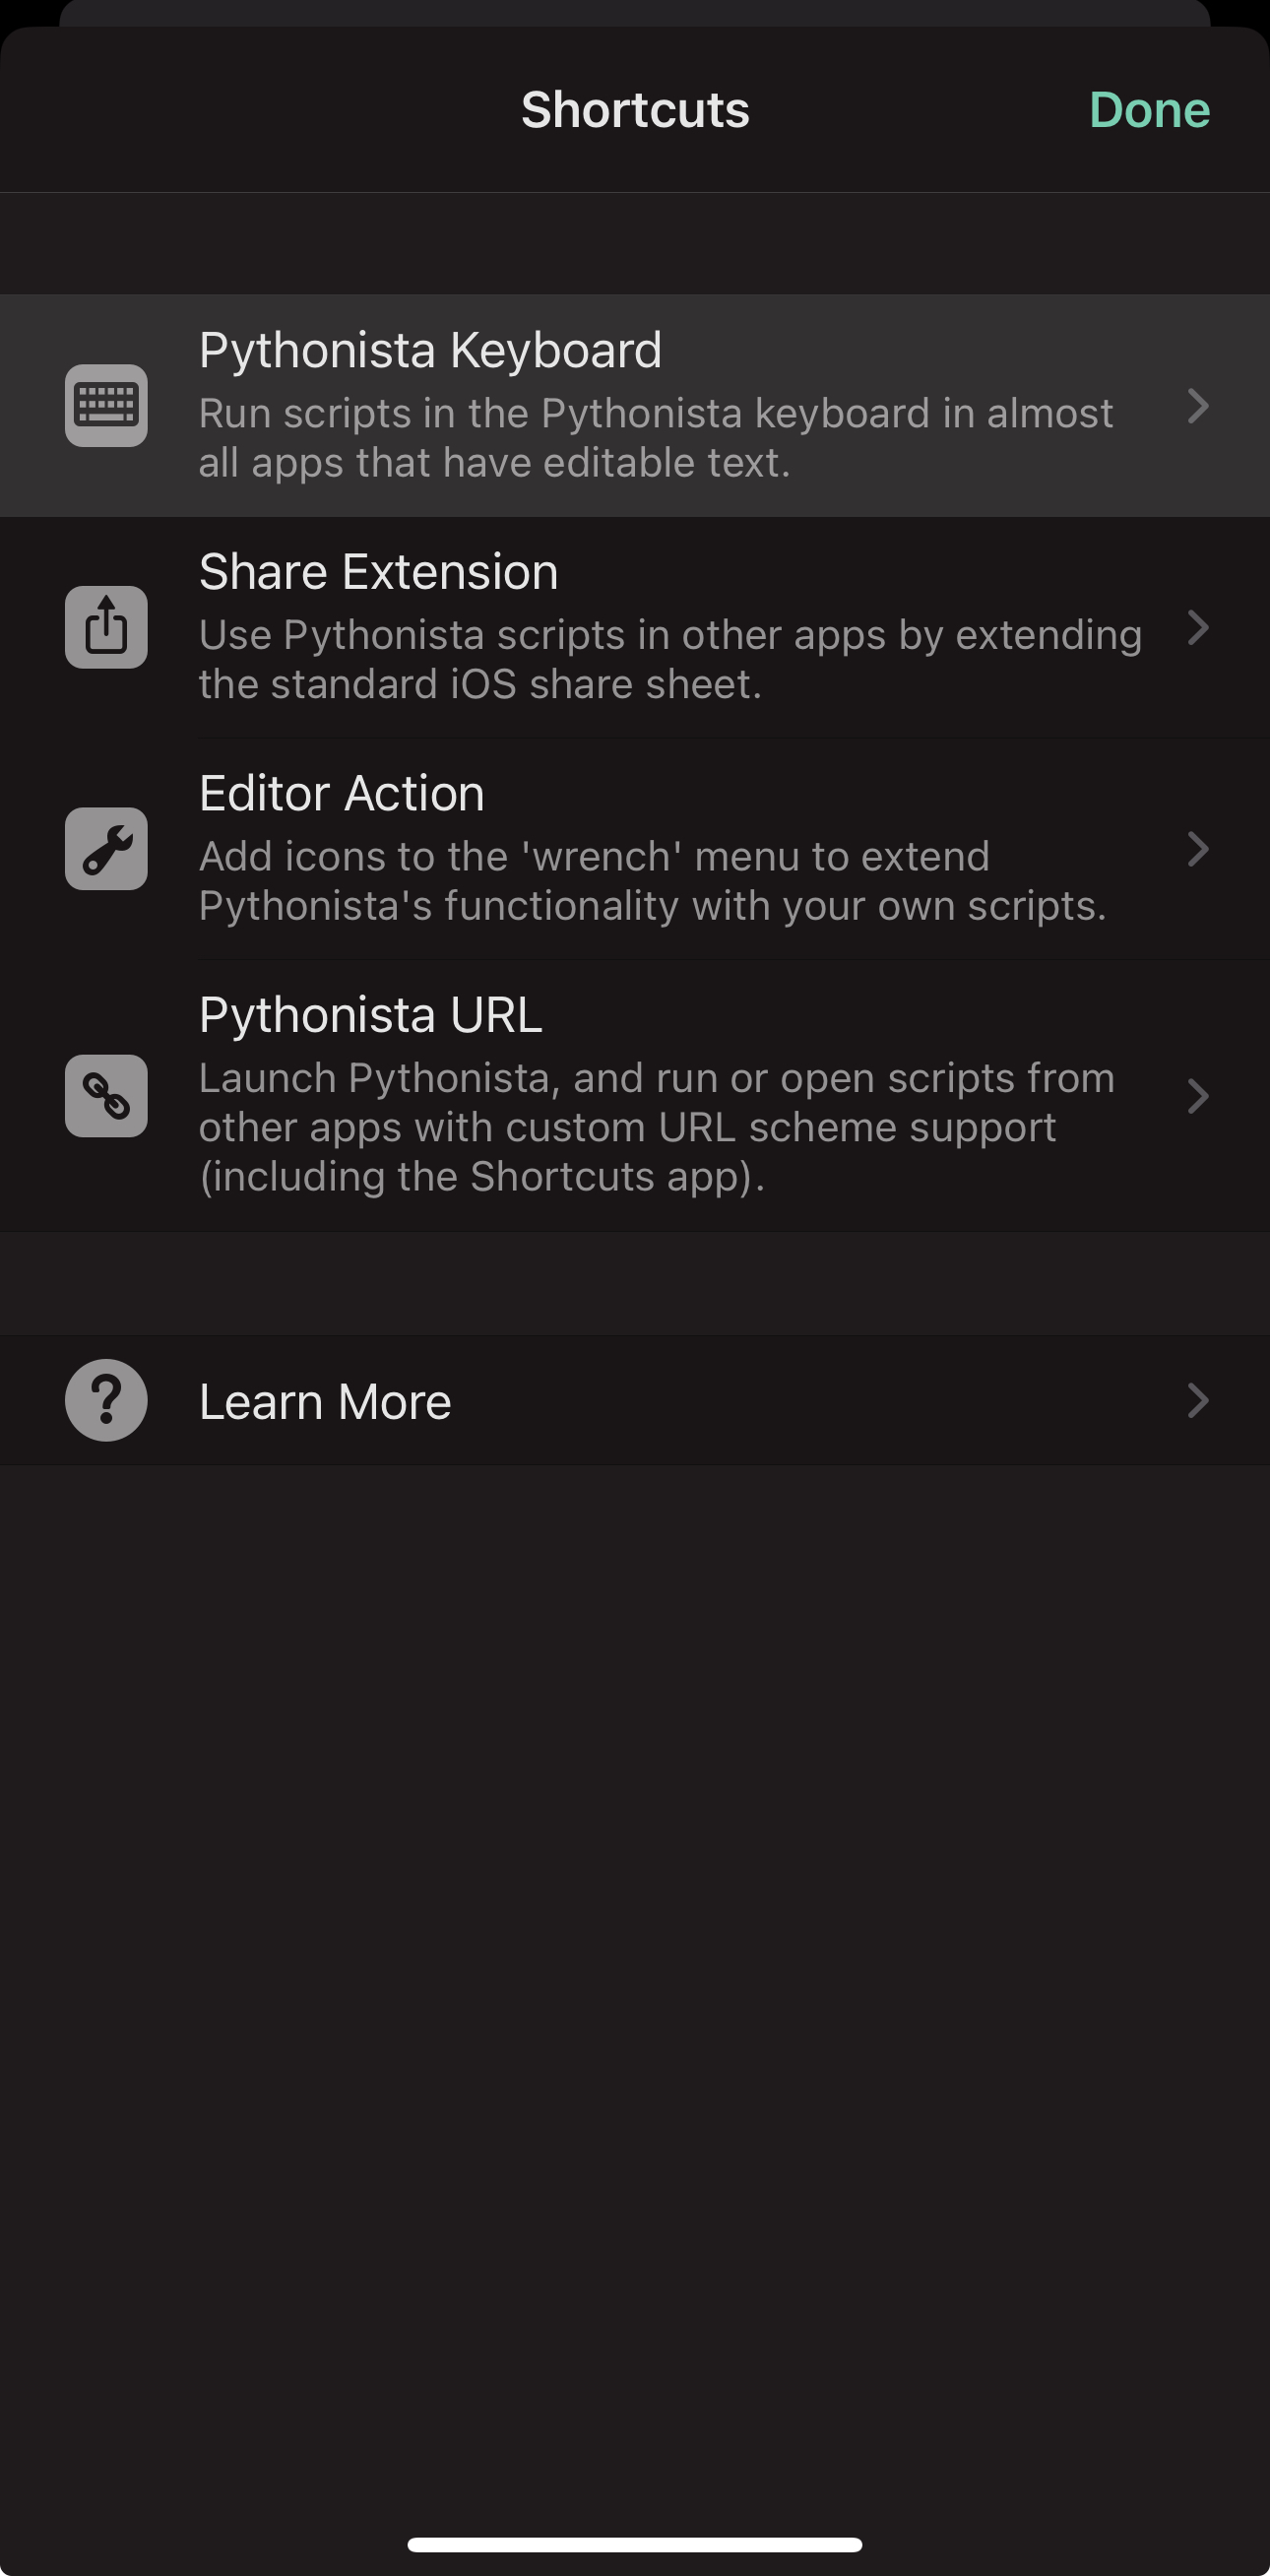 Shortcuts
Done
Pythonista Keyboard
Run scripts in the Pythonista keyboard in almost
all apps that have editable text.
Share Extension
Use Pythonista scripts in other apps by extending
the standard iOS share sheet.
Editor Action
Add icons to the 'wrench' menu to extend
Pythonista's functionality with your own scripts.
Pythonista URL
Launch Pythonista, and run or open scripts from
other apps with custom URL scheme support
(including the Shortcuts app).
Learn More